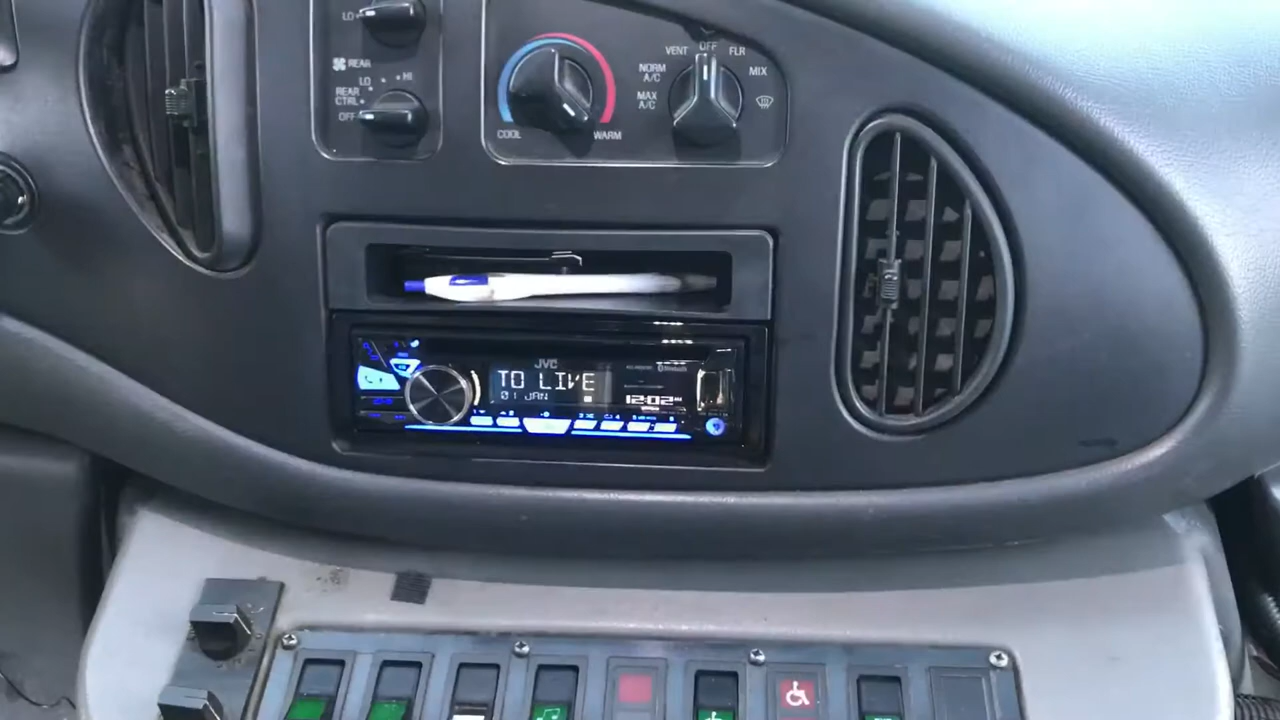 LO
REAR
LO
HI
REAR
CTRL
OFF
COOL
WARM
VENT
OFF
FLR
NORM
A/C
MIX
MAX
A/C
JVC
Bluetooth
TO LIVE
01 JAN
12:02